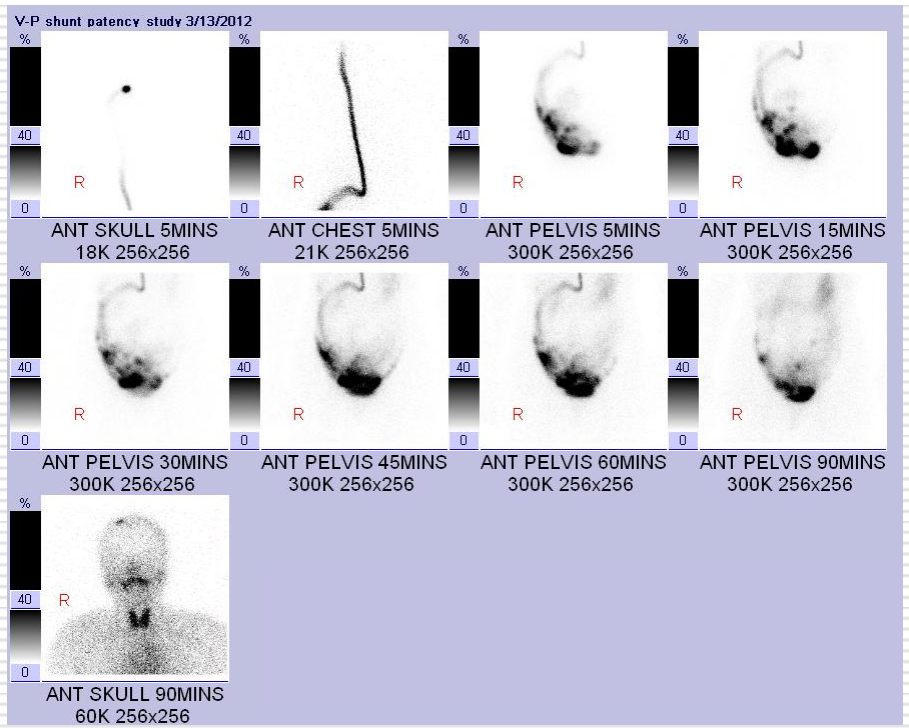 V-P shunt patency study 3/13/2012
% % % %
40 40 40 40
R R R R
0 0 0 0
ANT SKULL 5MINS ANT CHEST 5MINS ANT PELVIS 5MINS ANT PELVIS 15MINS
18K 256x256 21K 256x256 300K 256x256 300K 256x256
% % % %
40 40 40 40
R R R R
0 0 0 0
ANT PELVIS 30MINS ANT PELVIS 45MINS ANT PELVIS 60MINS ANT PELVIS 90MINS
300K 256x256 300K 256x256 300K 256x256 300K 256x256
%
40 R
0
ANT SKULL 90MINS
60K 256x256